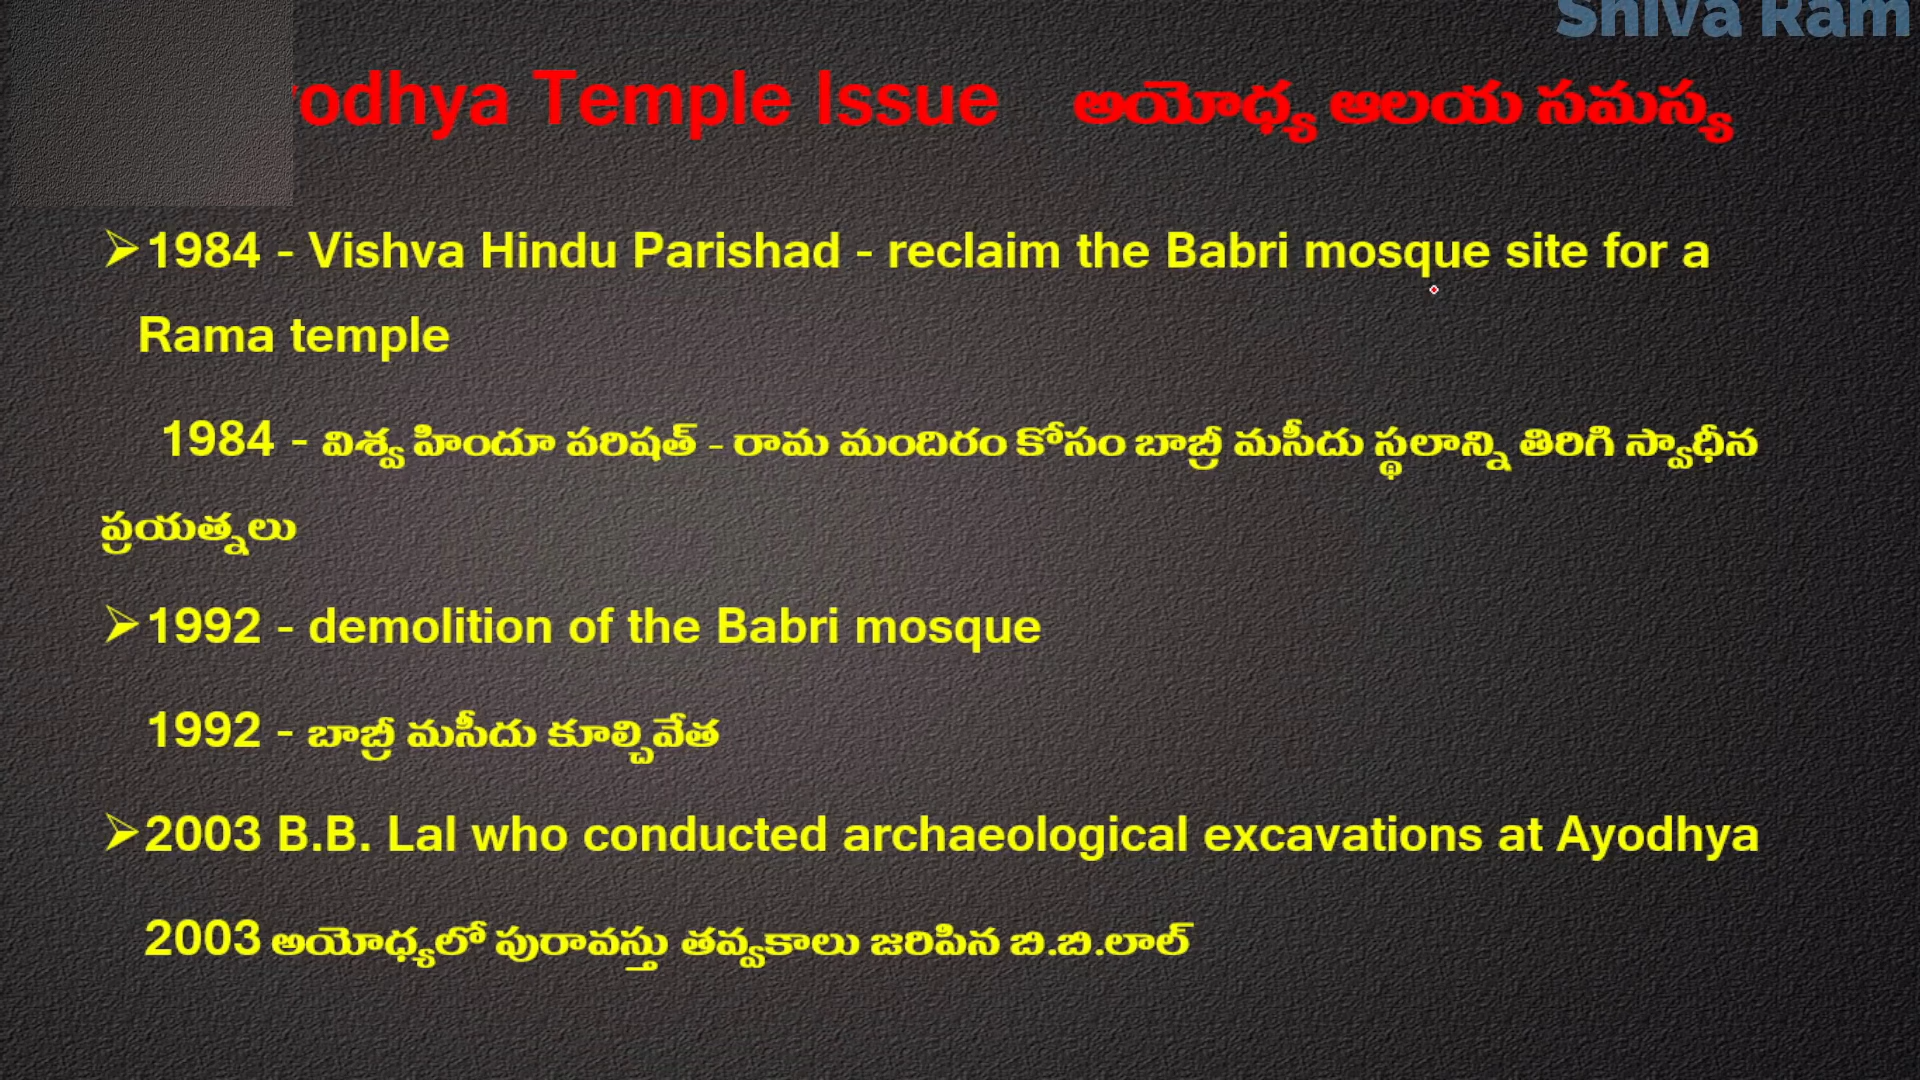 Shiva Ram
yodhya Temple Issue అయోధ్య ఆలయ సమస్య
➢1984 - Vishva Hindu Parishad - reclaim the Babri mosque site for a
Rama temple
1984 - విశ్వ హిందూ పరిషత్ - రామ మందిరం కోసం బాబ్రీ మసీదు స్థలాన్ని తిరిగి స్వాధీన
ప్రయత్నలు
➢1992 - demolition of the Babri mosque
1992 - బాబ్రీ మసీదు కూల్చివేత
➢2003 B.B. Lal who conducted archaeological excavations at Ayodhya
2003 అయోధ్యలో పురావస్తు తవ్వకాలు జరిపిన బి.బి.లాల్